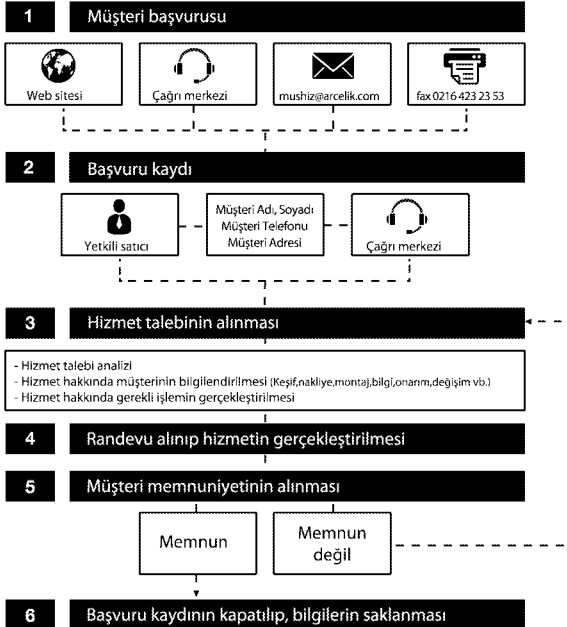 1 Müşteri başvurusu
Web sitesi
Çağrı merkezi
mushiz@arcelik.com
fax 0216 423 23 53
2 Başvuru kaydı
Yetkili satıcı
Müşteri Adı, Soyadı
Müşteri Telefonu
Müşteri Adresi
Çağrı merkezi
3 Hizmet talebinin alınması
- Hizmet talebi analizi
- Hizmet hakkında müşterinin bilgilendirilmesi (Keşif,nakliye,montaj,bilgi,onarım,değişim vb.)
- Hizmet hakkında gerekli işlemin gerçekleştirilmesi
4 Randevu alınıp hizmetin gerçekleştirilmesi
5 Müşteri memnuniyetinin alınması
Memnun
Memnun
değil
6 Başvuru kaydının kapatılıp, bilgilerin saklanması